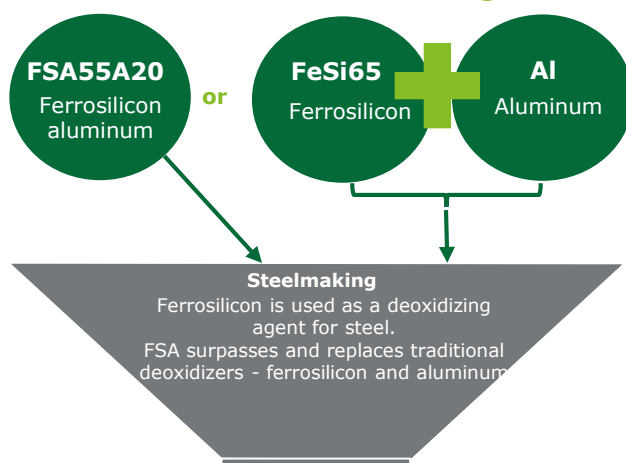 FSA55A20
Ferrosilicon
aluminum
or
FeSi65
Ferrosilicon
Al
Aluminum
Steelmaking
Ferrosilicon is used as a deoxidizing
agent for steel.
FSA surpasses and replaces traditional
deoxidizers - ferrosilicon and aluminum